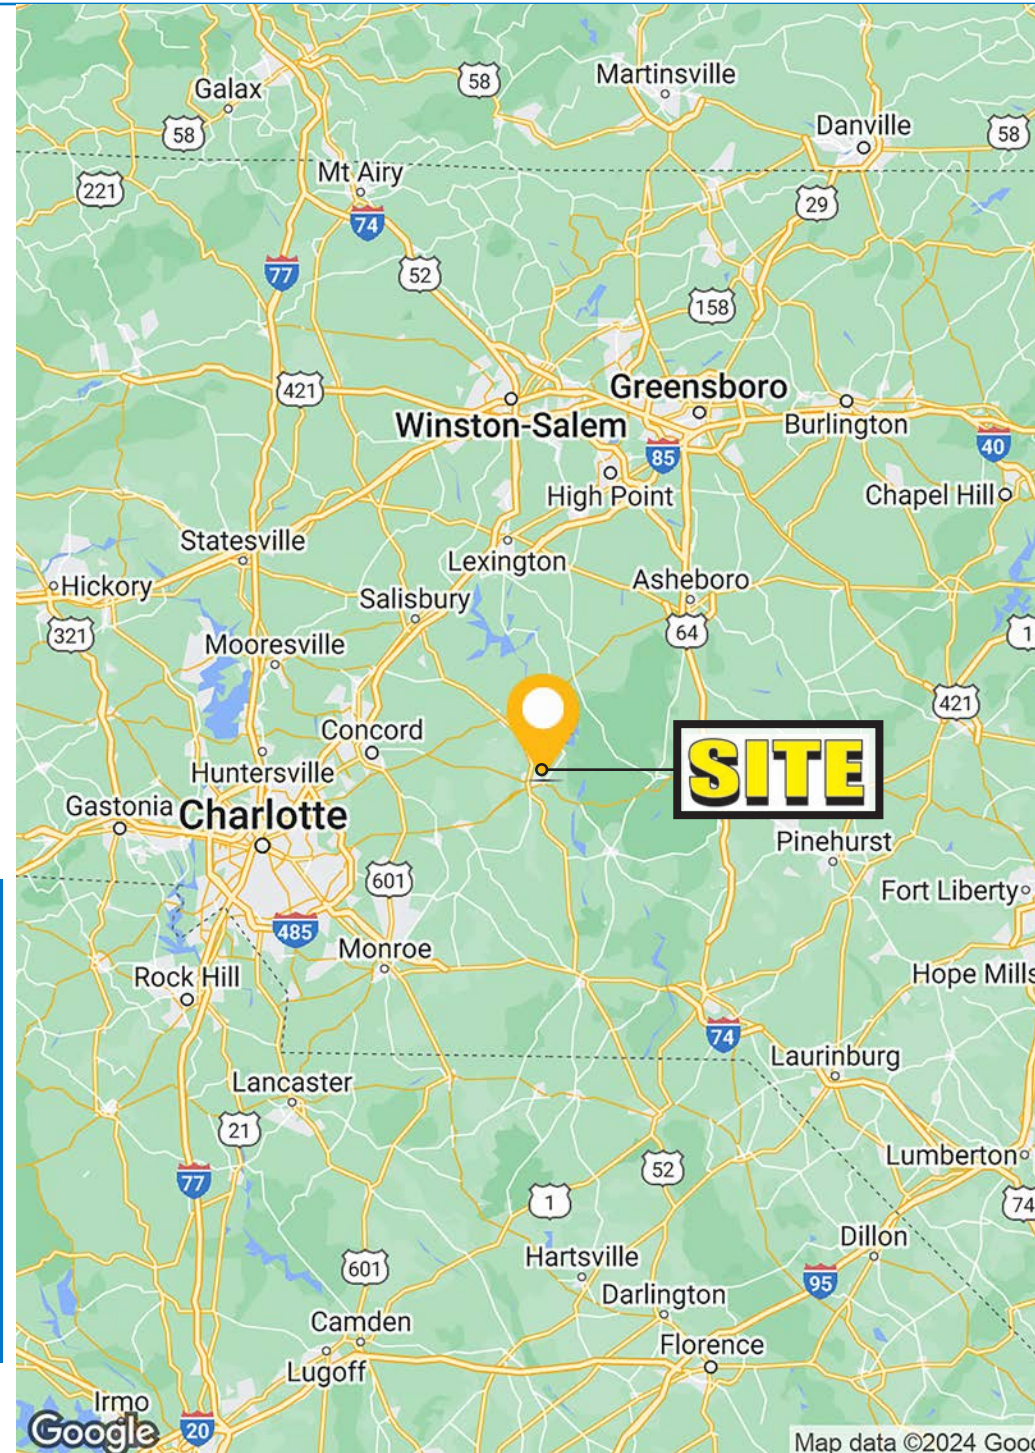 58
Martinsville
Galax
58
Danville
58
Mt Airy
221
29
74
77
52
158
421
Greensboro
Winston-Salem
Burlington
85
40
High Point
Chapel Hill
Statesville
Lexington
Hickory
Asheboro
Salisbury
321
64
1
Mooresville
421
Concord
SITE
Huntersville
Gastonia
Charlotte
Pinehurst
601
Fort Liberty
485
Monroe
Rock Hill
Hope Mills
74
Laurinburg
Lancaster
21
Lumberton
52
77
1
74
Dillon
Hartsville
601
95
Darlington
Camden
Florence
Lugoff
Irmo
Google
20
Map data ©2024 Goo